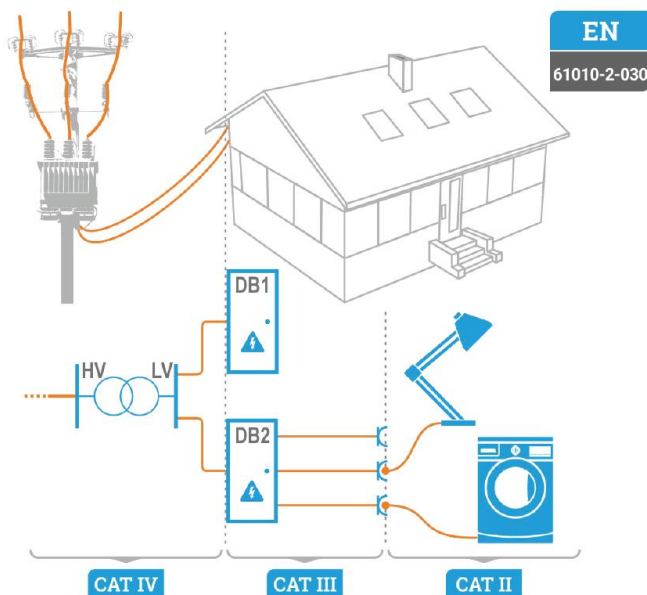 EN
61010-2-030
DB1
HV
LV
DB2
CAT IV
CAT III
CAT II